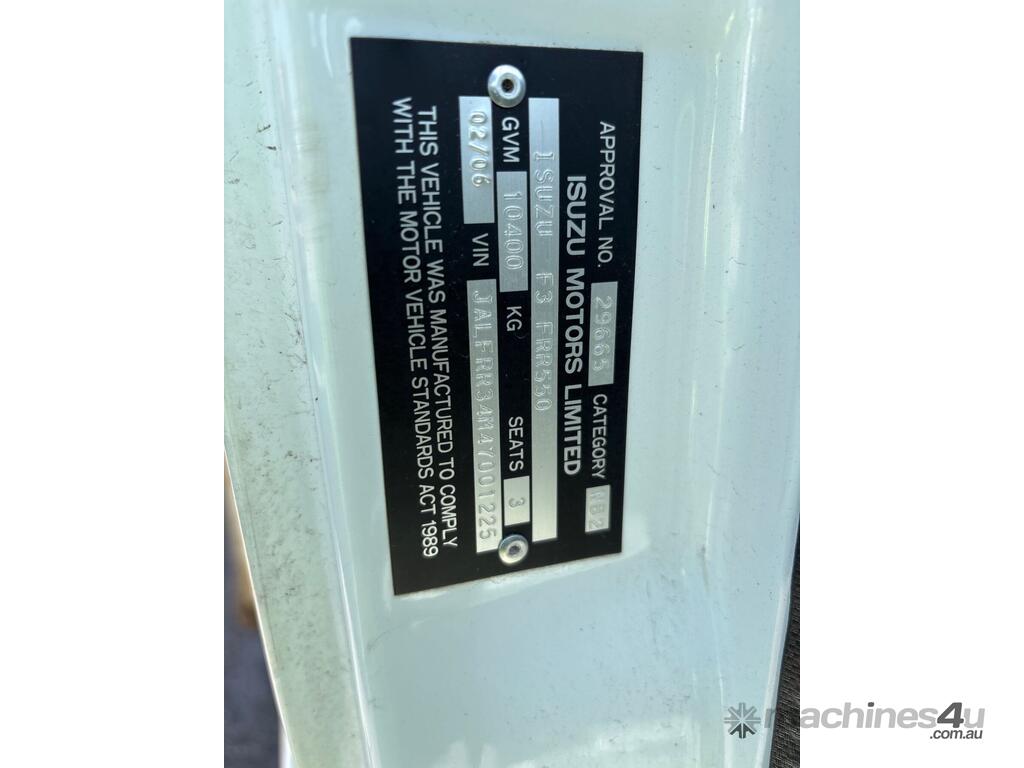 APPROVAL NO. 29665 CATEGORY NB2
ISUZU MOTORS LIMITED
ISUZU F3 FRR550
GVM 10400 KG SEATS 3
02/06 VIN JALFRR34M47001225
THIS VEHICLE WAS MANUFACTURED TO COMPLY
WITH THE MOTOR VEHICLE STANDARDS ACT 1989
machines4u
.com.au